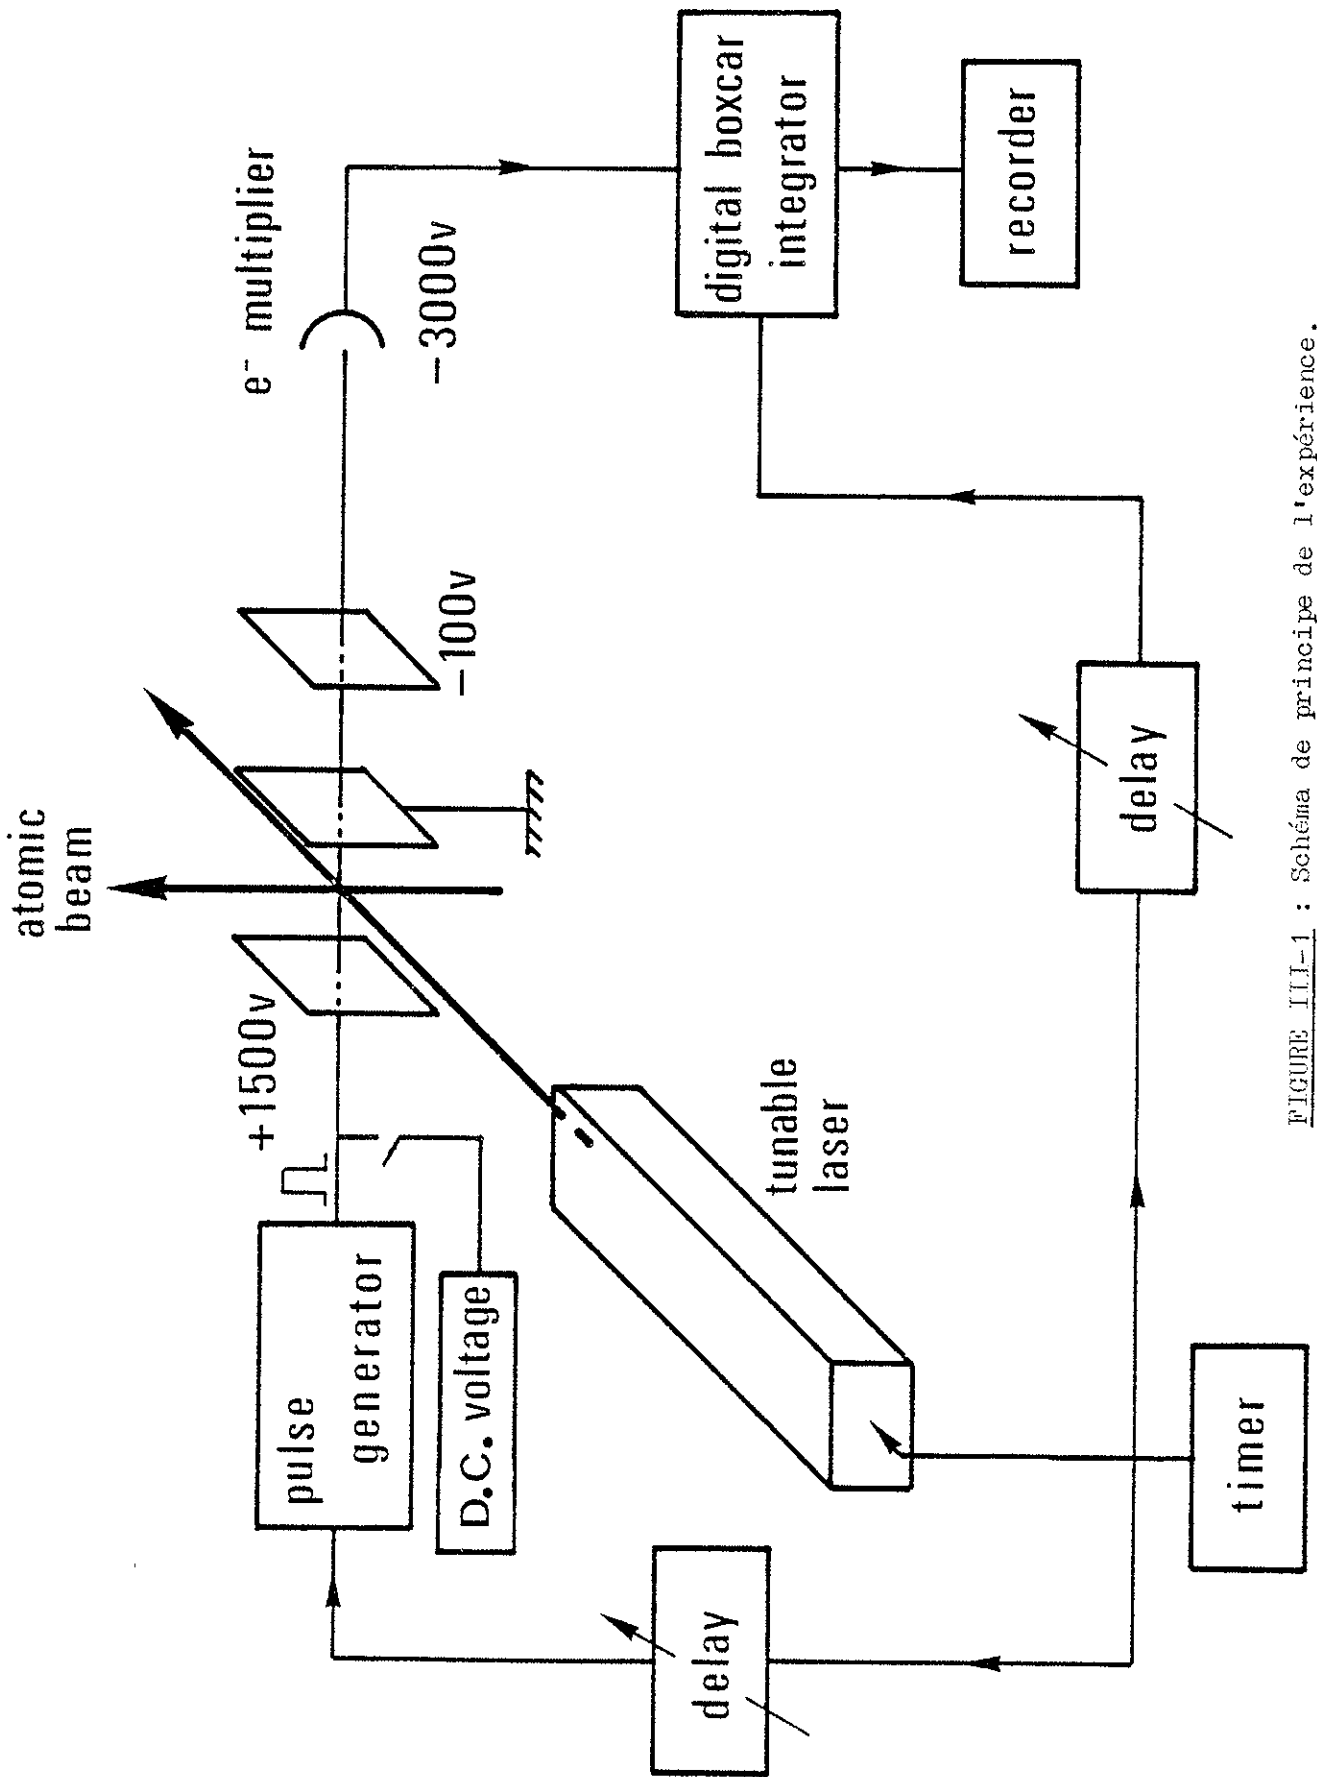 atomic
beam
e⁻ multiplier
+1500v
-100v
-3000v
pulse
generator
D.C. voltage
tunable
laser
digital boxcar
integrator
recorder
delay
delay
timer
FIGURE III-1 : Schéma de principe de l'expérience.